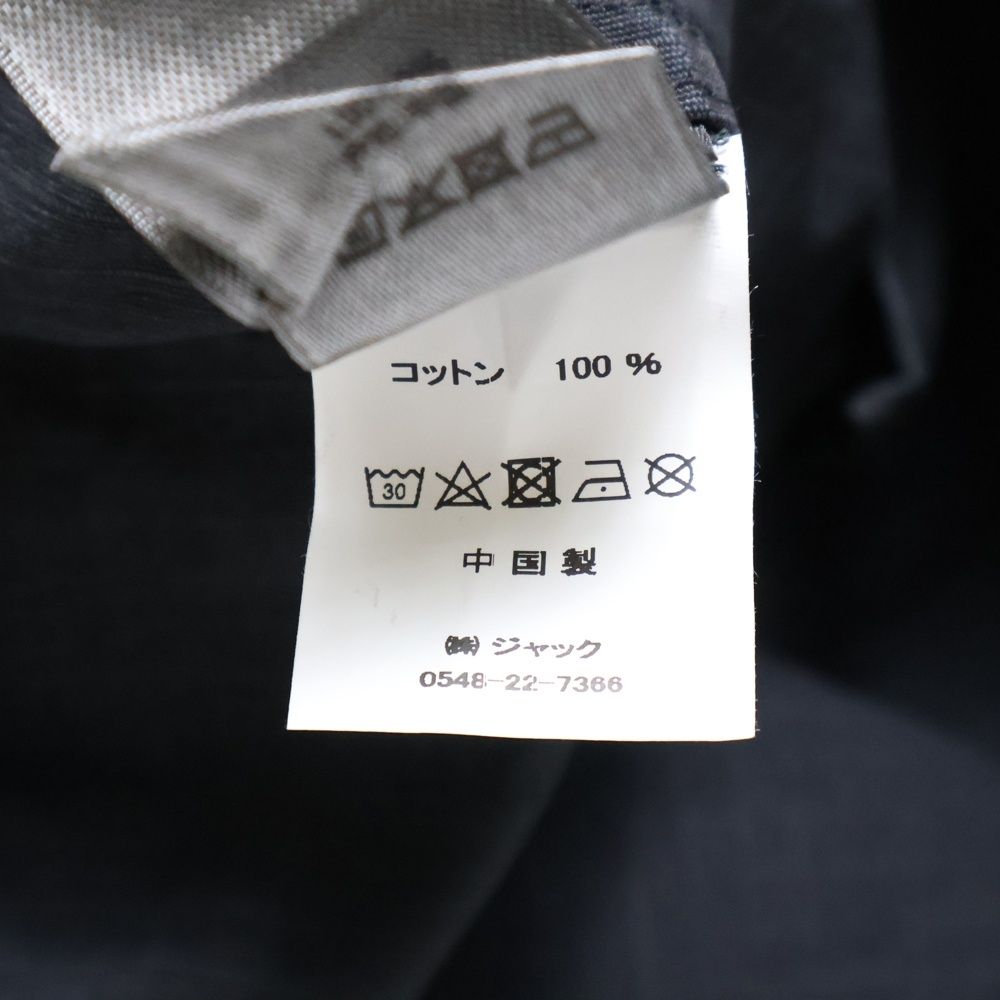 コットン 100 %
30
中国製
㈱ ジャック
0548-22-7366